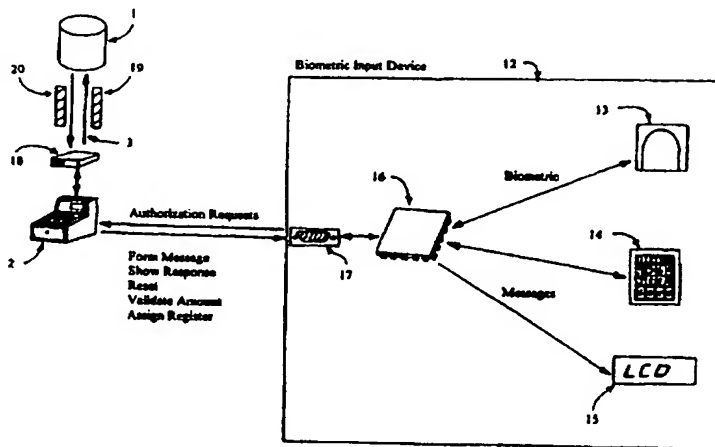 1
20
19
3
18
2
Authorization Requests
Form Message
Show Response
Reset
Validate Amount
Assign Register
Biometric Input Device
12
13
16
Biometric
14
17
Messages
LCD
15